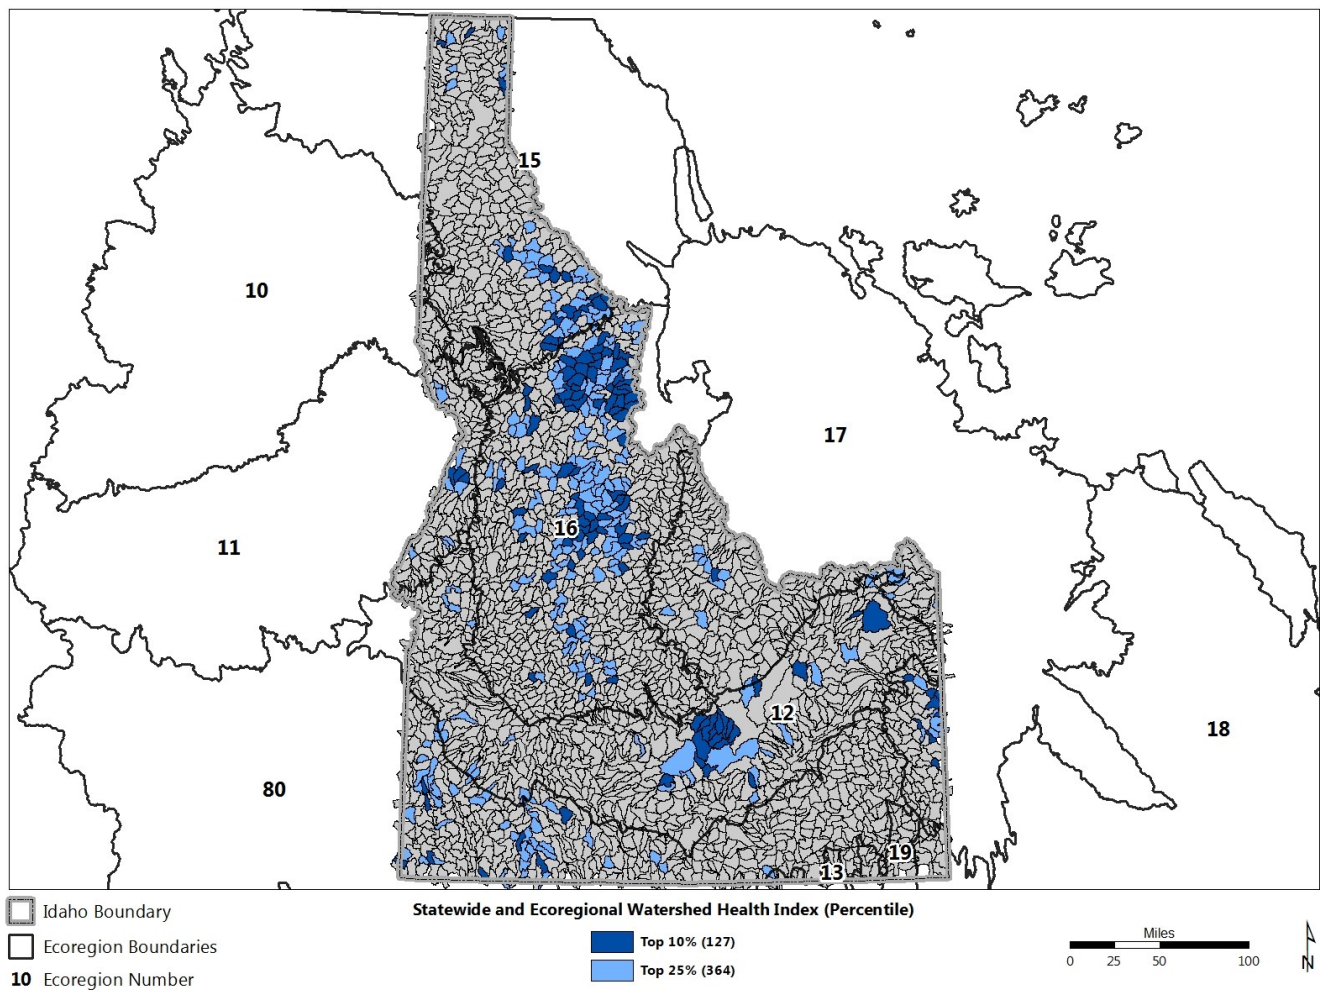 15
10
17
16
11
12
18
80
19
13
Idaho Boundary
Ecoregion Boundaries
10 Ecoregion Number
Statewide and Ecoregional Watershed Health Index (Percentile)
Top 10% (127)
Top 25% (364)
Miles
0 25 50 100
N